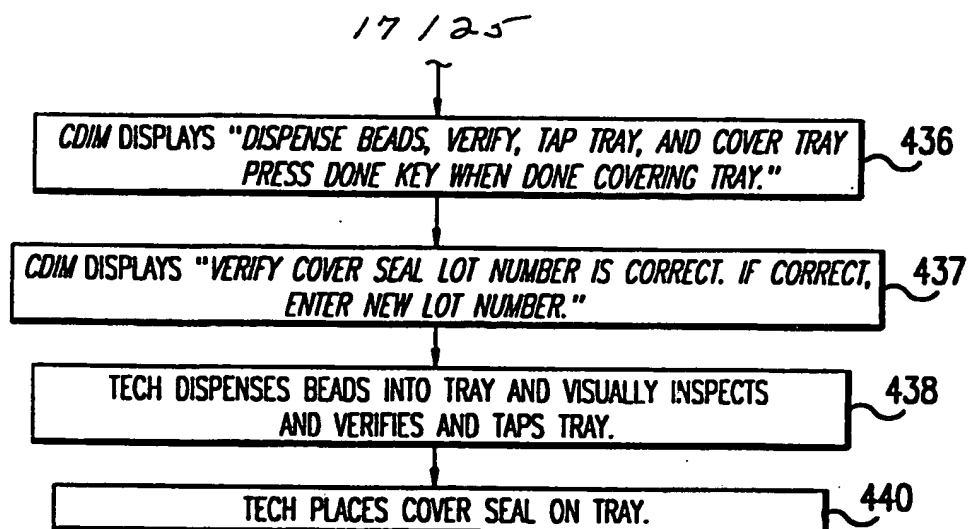 17/25
CDIM DISPLAYS "DISPENSE BEADS, VERIFY, TAP TRAY, AND COVER TRAY
PRESS DONE KEY WHEN DONE COVERING TRAY."
436
CDIM DISPLAYS "VERIFY COVER SEAL LOT NUMBER IS CORRECT. IF CORRECT,
ENTER NEW LOT NUMBER."
437
TECH DISPENSES BEADS INTO TRAY AND VISUALLY INSPECTS
AND VERIFIES AND TAPS TRAY.
438
TECH PLACES COVER SEAL ON TRAY.
440